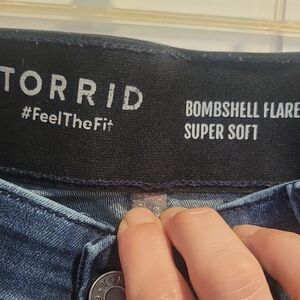 TORRID
#FeelTheFit
BOMBSHELL FLARE
SUPER SOFT